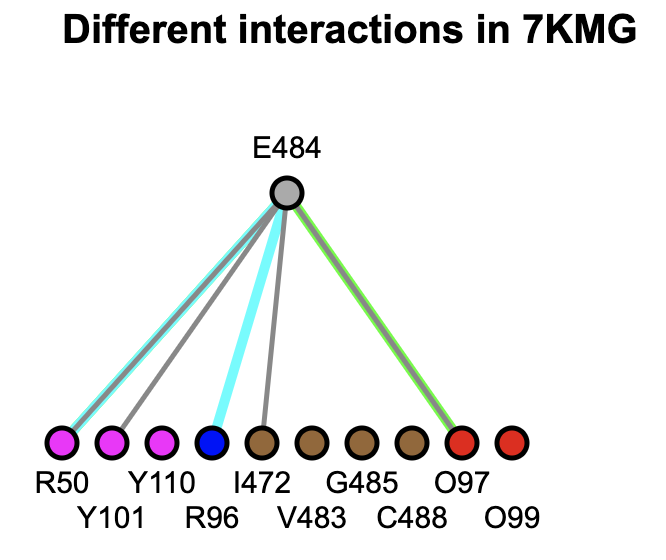 Different interactions in 7KMG
E484
R50 Y110 I472 G485 O97
Y101 R96 V483 C488 O99